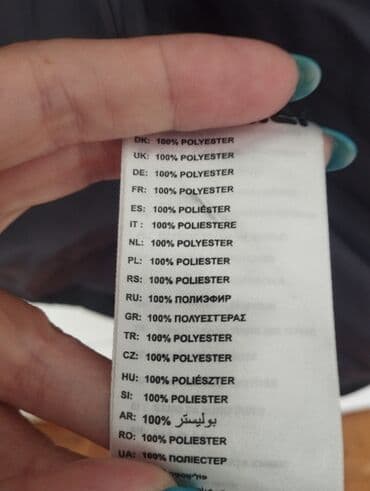 DK: 100% POLYESTER
UK: 100% POLYESTER
DE: 100% POLYESTER
FR: 100% POLYESTER
ES: 100% POLIÉSTER
IT : 100% POLIESTERE
NL: 100% POLYESTER
PL: 100% POLIESTER
RS: 100% POLIESTER
RU: 100% ПОЛИЭФИР
GR: 100% ΠΟΛΥΕΣΤΈΡΑΣ
TR: 100% POLYESTER
CZ: 100% POLYESTER
HU: 100% POLIÉSZTER
SI: 100% POLIESTER
AR: 100% بوليستر
RO: 100% POLIESTER
UA: 100% ПОЛІЕСТЕР